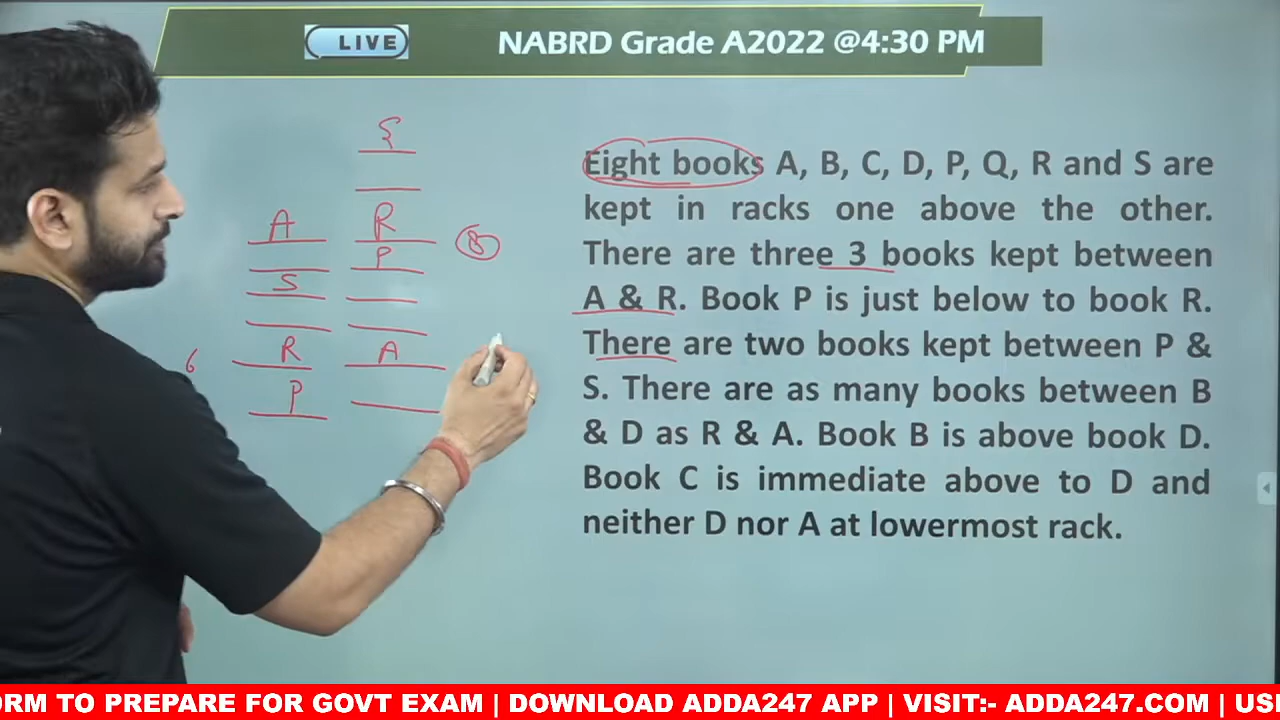 LIVE
NABRD Grade A2022 @4:30 PM
Eight books A, B, C, D, P, Q, R and S are
kept in racks one above the other.
There are three 3 books kept between
A & R. Book P is just below to book R.
There are two books kept between P &
S. There are as many books between B
& D as R & A. Book B is above book D.
Book C is immediate above to D and
neither D nor A at lowermost rack.
S
A R
P
S
6 R A
P
ORM TO PREPARE FOR GOVT EXAM | DOWNLOAD ADDA247 APP | VISIT:- ADDA247.COM | US